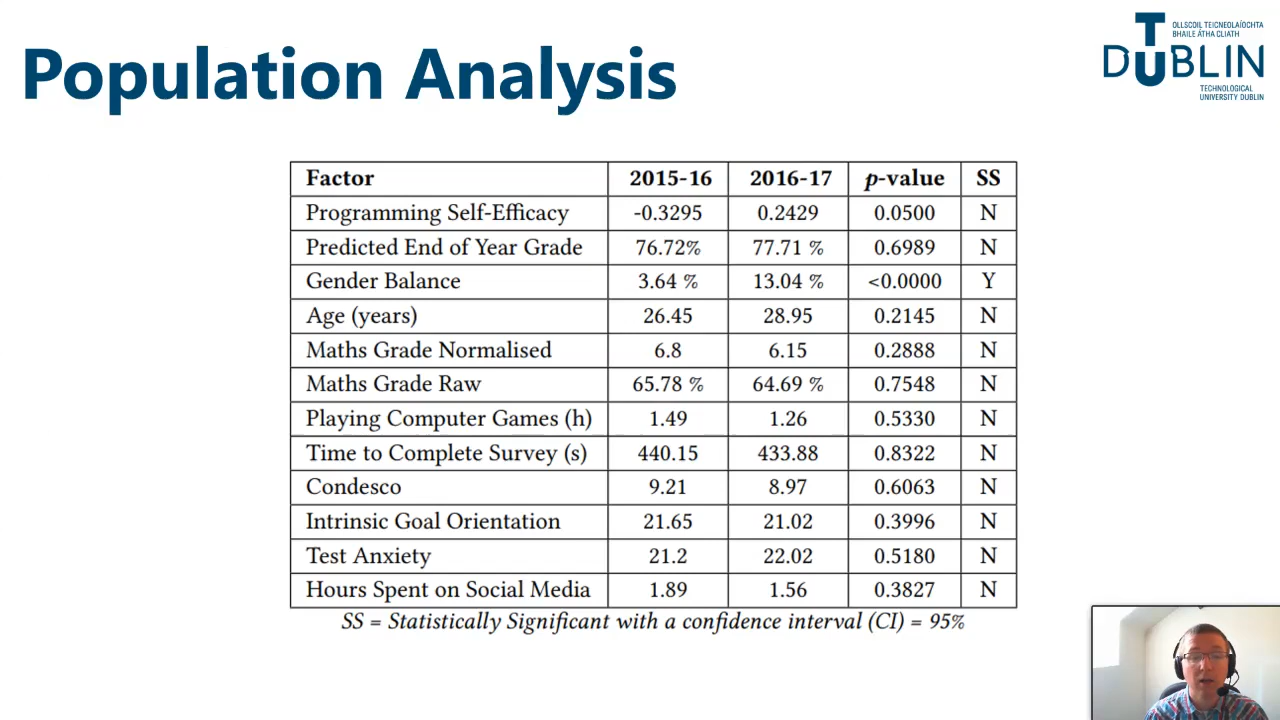 Population Analysis
OLLSCOIL TEICNEOLAÍOCHTA
BHAILE ÁTHA CLIATH
TU DUBLIN
TECHNOLOGICAL
UNIVERSITY DUBLIN
Factor 2015-16 2016-17 p-value SS
Programming Self-Efficacy -0.3295 0.2429 0.0500 N
Predicted End of Year Grade 76.72% 77.71 % 0.6989 N
Gender Balance 3.64 % 13.04 % <0.0000 Y
Age (years) 26.45 28.95 0.2145 N
Maths Grade Normalised 6.8 6.15 0.2888 N
Maths Grade Raw 65.78 % 64.69 % 0.7548 N
Playing Computer Games (h) 1.49 1.26 0.5330 N
Time to Complete Survey (s) 440.15 433.88 0.8322 N
Condesco 9.21 8.97 0.6063 N
Intrinsic Goal Orientation 21.65 21.02 0.3996 N
Test Anxiety 21.2 22.02 0.5180 N
Hours Spent on Social Media 1.89 1.56 0.3827 N
SS = Statistically Significant with a confidence interval (CI) = 95%